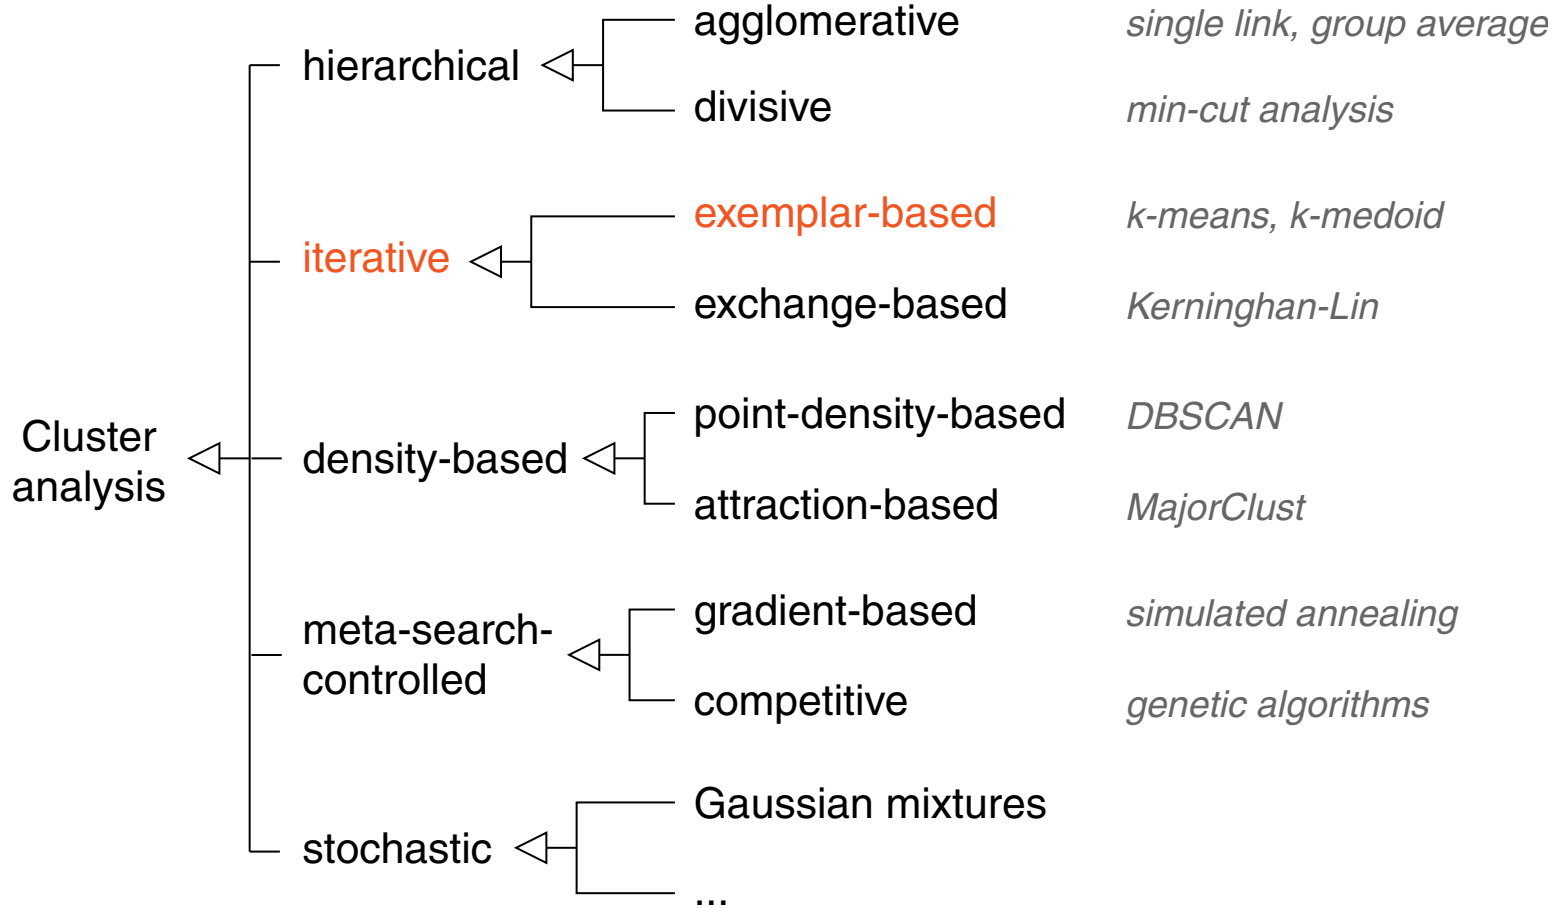 agglomerative single link, group average
hierarchical
divisive min-cut analysis
exemplar-based k-means, k-medoid
iterative
exchange-based Kerninghan-Lin
point-density-based DBSCAN
Cluster
analysis
density-based
attraction-based MajorClust
gradient-based simulated annealing
meta-search-
controlled
competitive genetic algorithms
Gaussian mixtures
stochastic
...